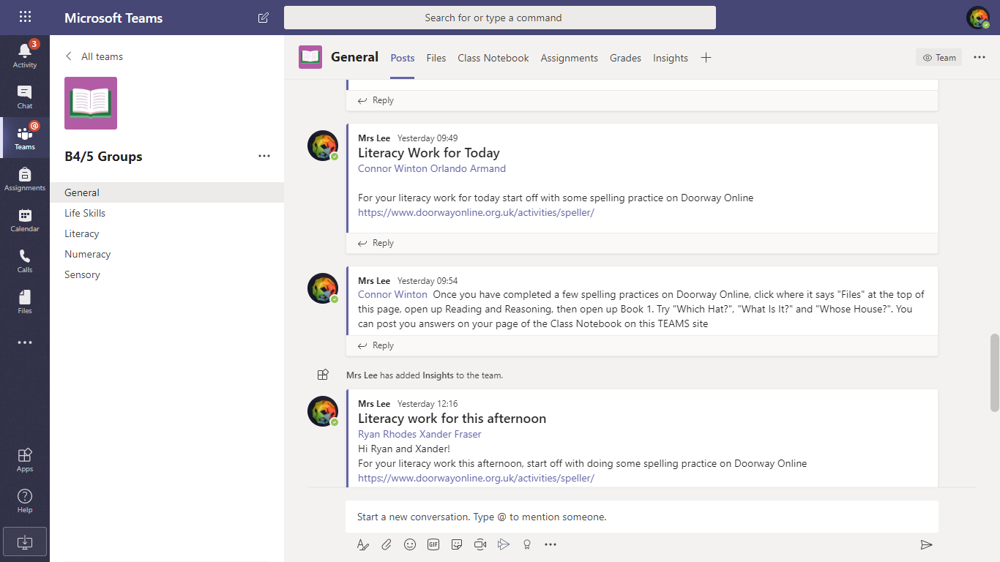 Microsoft Teams
Search for or type a command
3
Activity
Chat
@
Teams
Assignments
Calendar
Calls
Files
Apps
Help
All teams
B4/5 Groups
General
Life Skills
Literacy
Numeracy
Sensory
General Posts Files Class Notebook Assignments Grades Insights
Team
Reply
Mrs Lee Yesterday 09:49
Literacy Work for Today
Connor Winton Orlando Armand
For your literacy work for today start off with some spelling practice on Doorway Online
https://www.doorwayonline.org.uk/activities/speller/
Reply
Mrs Lee Yesterday 09:54
Connor Winton Once you have completed a few spelling practices on Doorway Online, click where it says "Files" at the top of
this page, open up Reading and Reasoning, then open up Book 1. Try "Which Hat?", "What Is It?" and "Whose House?". You
can post you answers on your page of the Class Notebook on this TEAMS site
Reply
Mrs Lee has added Insights to the team.
Mrs Lee Yesterday 12:16
Literacy work for this afternoon
Ryan Rhodes Xander Fraser
Hi Ryan and Xander!
For your literacy work this afternoon, start off with doing some spelling practice on Doorway Online
https://www.doorwayonline.org.uk/activities/speller/
Start a new conversation. Type @ to mention someone.
GIF